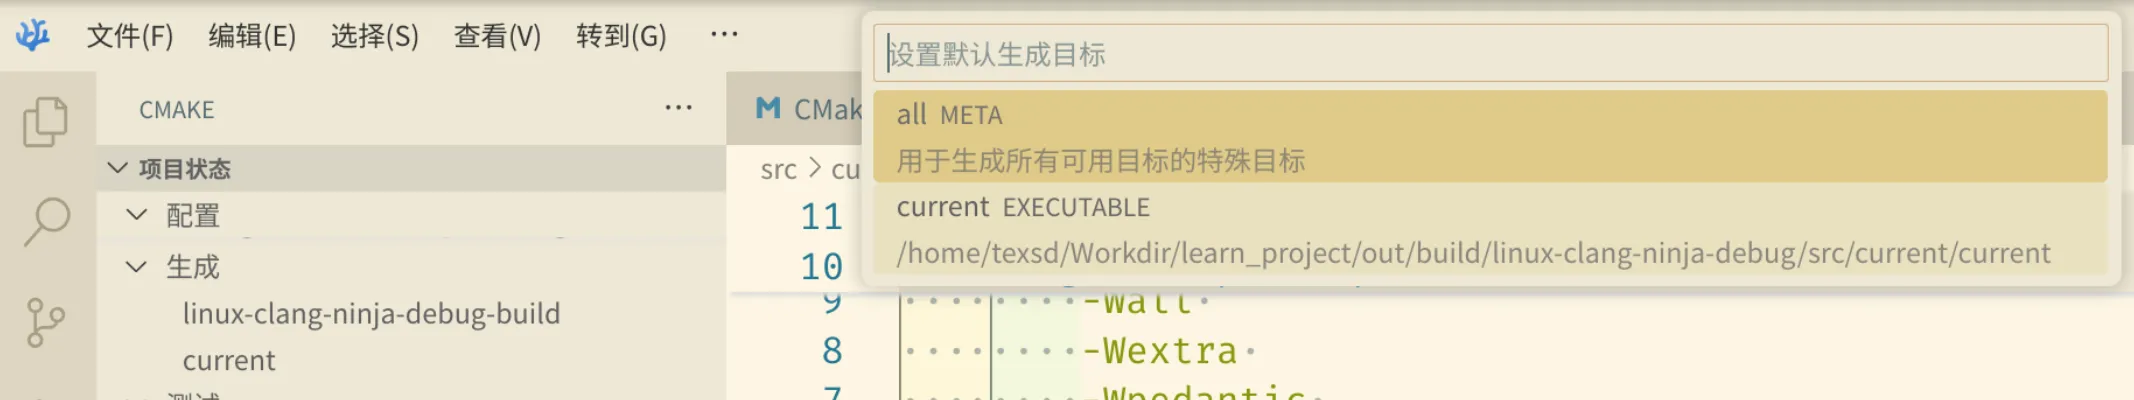 文件(F) 编辑(E) 选择(S) 查看(V) 转到(G) ···
设置默认生成目标
all META
用于生成所有可用目标的特殊目标
current EXECUTABLE
/home/texsd/Workdir/learn_project/out/build/linux-clang-ninja-debug/src/current/current
CMAKE ···
项目状态
配置
生成
linux-clang-ninja-debug-build
current
测试
M CMak
src > cu
11
10
9 -Wall
8 -Wextra
7 -Wpedantic